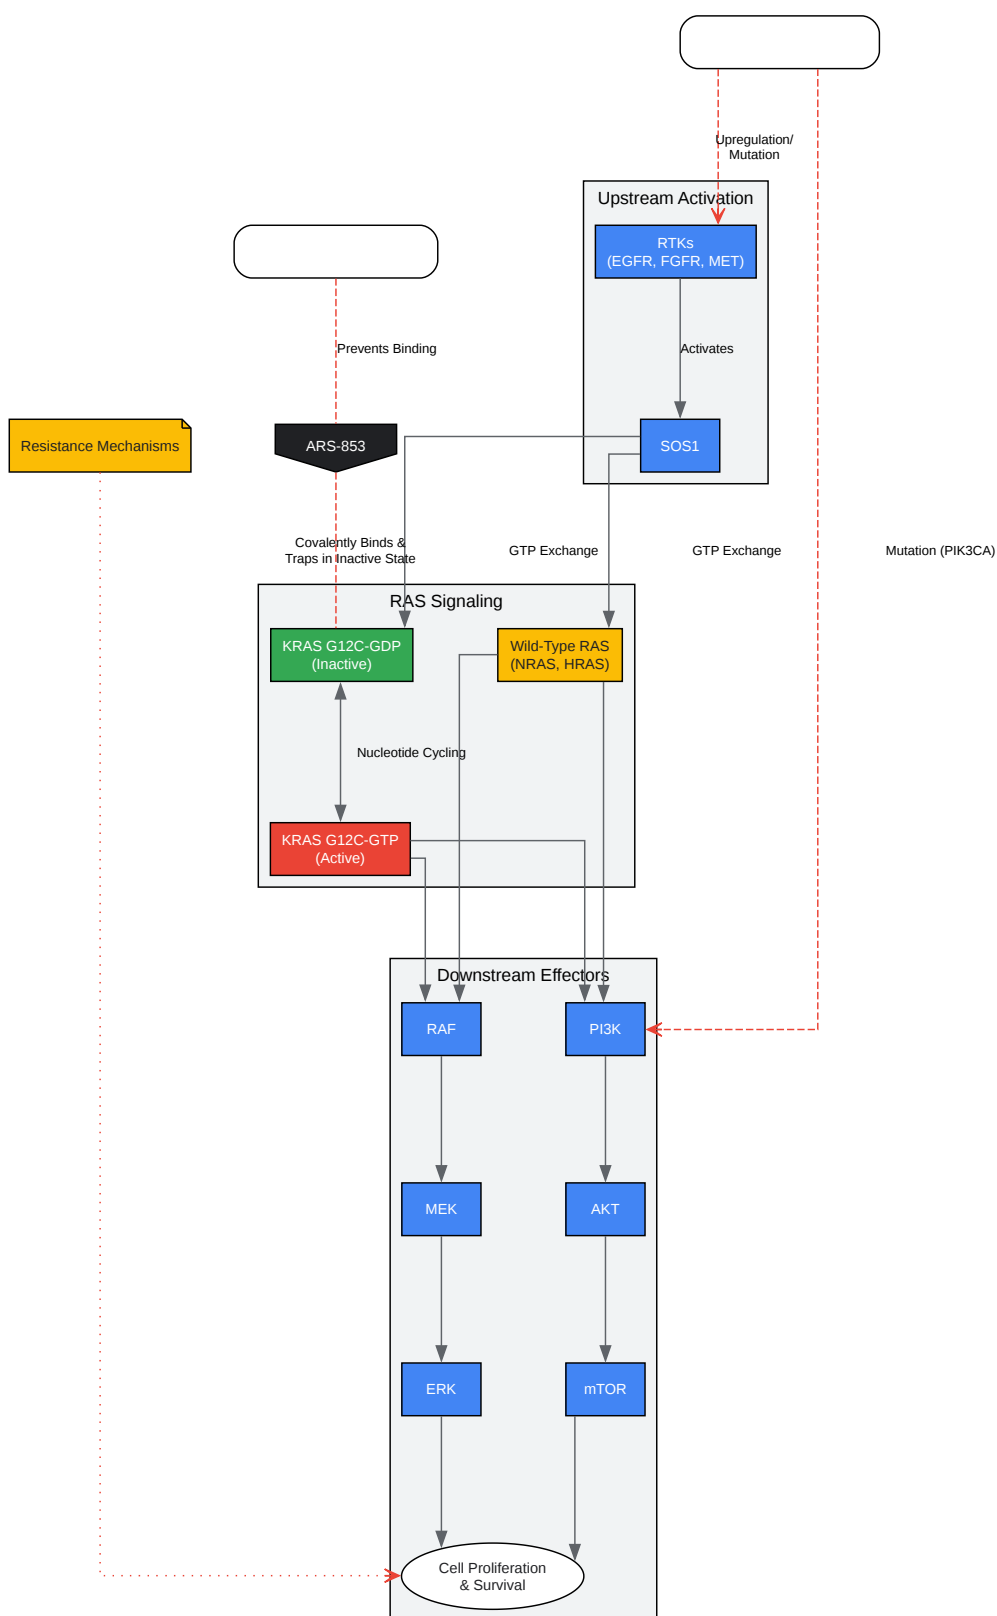 Upregulation/
Mutation
Upstream Activation
RTKs
(EGFR, FGFR, MET)
Prevents Binding
Activates
Resistance Mechanisms
ARS-853
SOS1
Covalently Binds &
Traps in Inactive State
GTP Exchange
GTP Exchange
Mutation (PIK3CA)
RAS Signaling
KRAS G12C-GDP
(Inactive)
Wild-Type RAS
(NRAS, HRAS)
Nucleotide Cycling
KRAS G12C-GTP
(Active)
Downstream Effectors
RAF
PI3K
MEK
AKT
ERK
mTOR
Cell Proliferation
& Survival